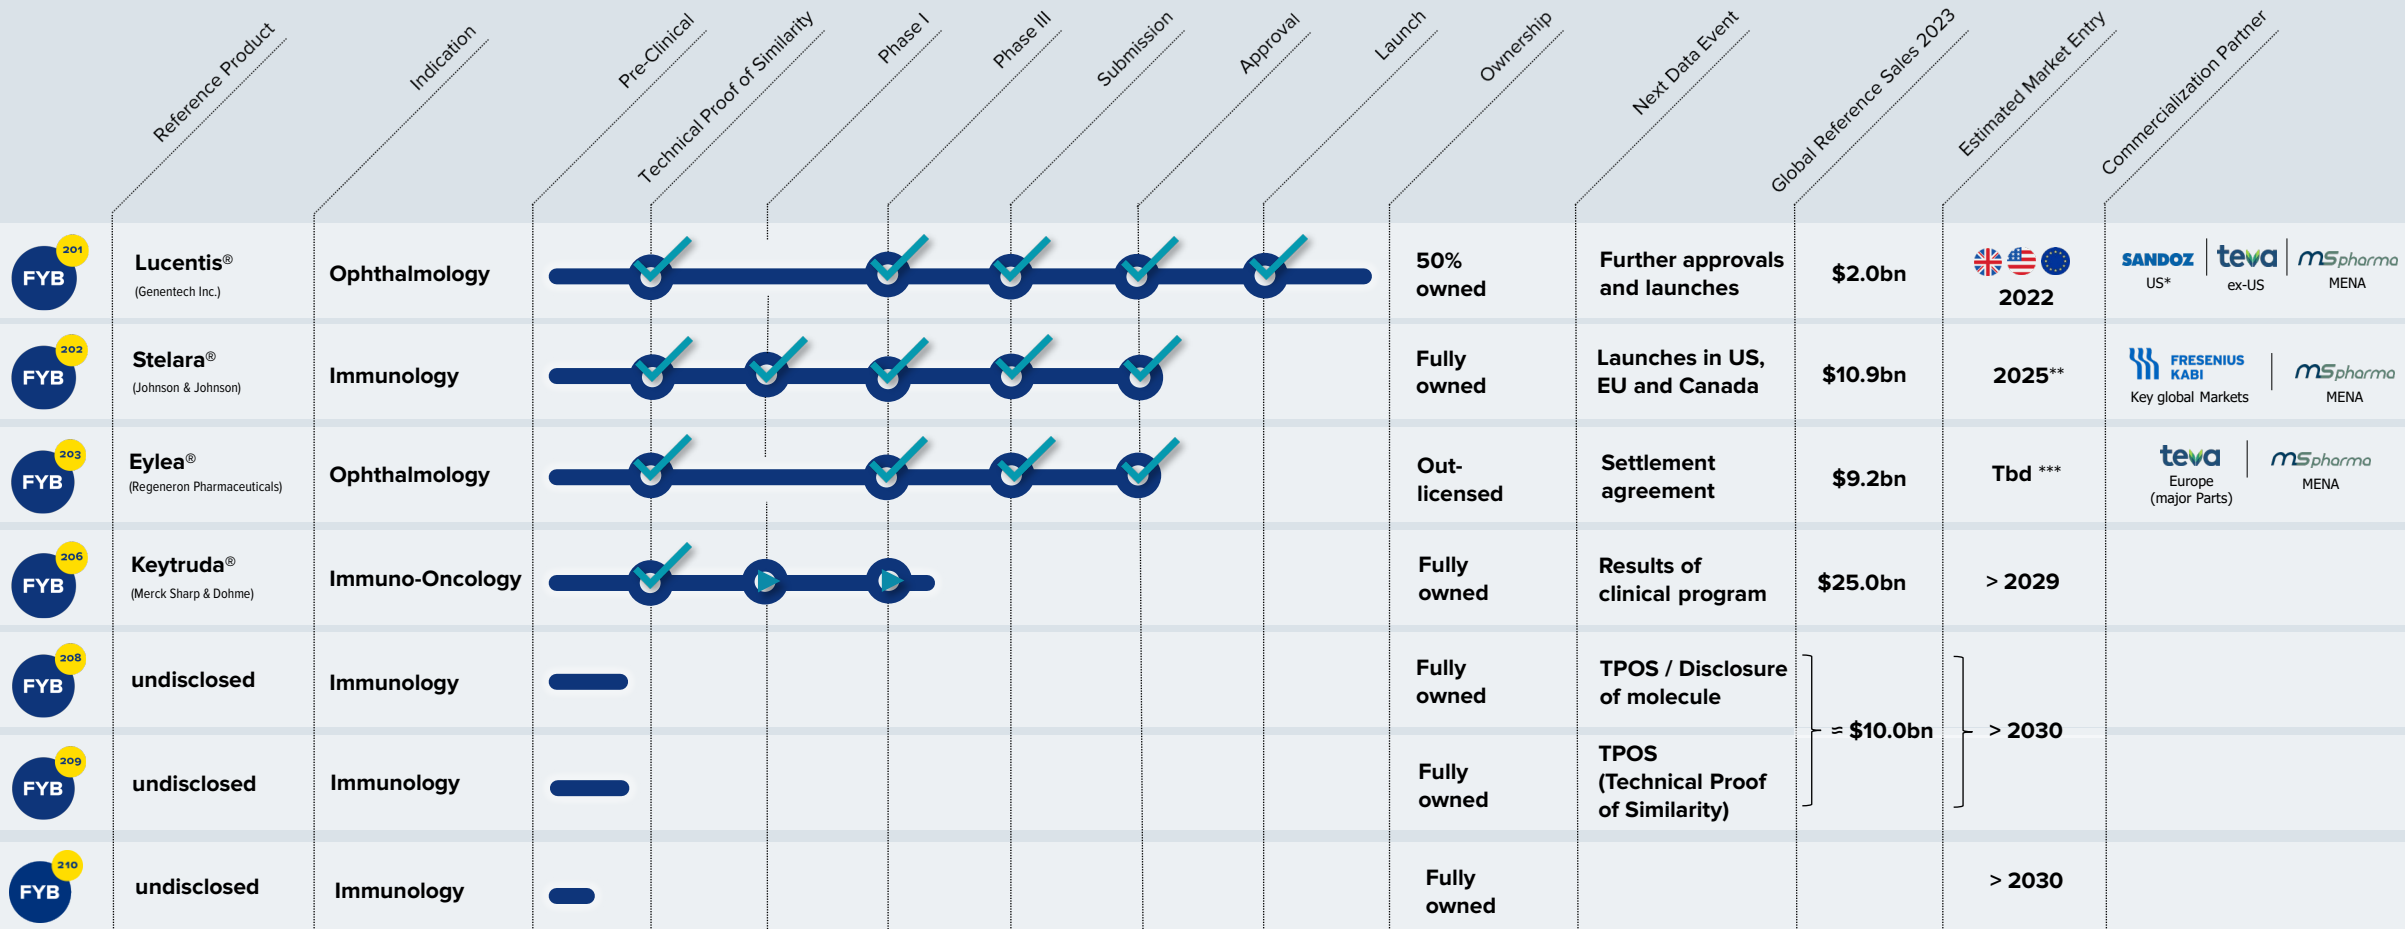 Reference Product
Indication
Pre-Clinical
Technical Proof of Similarity
Phase I
Phase III
Submission
Approval
Launch
Ownership
Next Data Event
Global Reference Sales 2023
Estimated Market Entry
Commercialization Partner
FYB 201
Lucentis®
(Genentech Inc.)
Ophthalmology
50%
owned
Further approvals
and launches
$2.0bn
2022
SANDOZ
US*
teva
ex-US
MS pharma
MENA
FYB 202
Stelara®
(Johnson & Johnson)
Immunology
Fully
owned
Launches in US,
EU and Canada
$10.9bn
2025**
FRESENIUS
KABI
Key global Markets
MS pharma
MENA
FYB 203
Eylea®
(Regeneron Pharmaceuticals)
Ophthalmology
Out-
licensed
Settlement
agreement
$9.2bn
Tbd ***
teva
Europe
(major Parts)
MS pharma
MENA
FYB 206
Keytruda®
(Merck Sharp & Dohme)
Immuno-Oncology
Fully
owned
Results of
clinical program
$25.0bn
> 2029
FYB 208
undisclosed
Immunology
Fully
owned
TPOS / Disclosure
of molecule
≈ $10.0bn
> 2030
FYB 209
undisclosed
Immunology
Fully
owned
TPOS
(Technical Proof
of Similarity)
FYB 210
undisclosed
Immunology
Fully
owned
> 2030